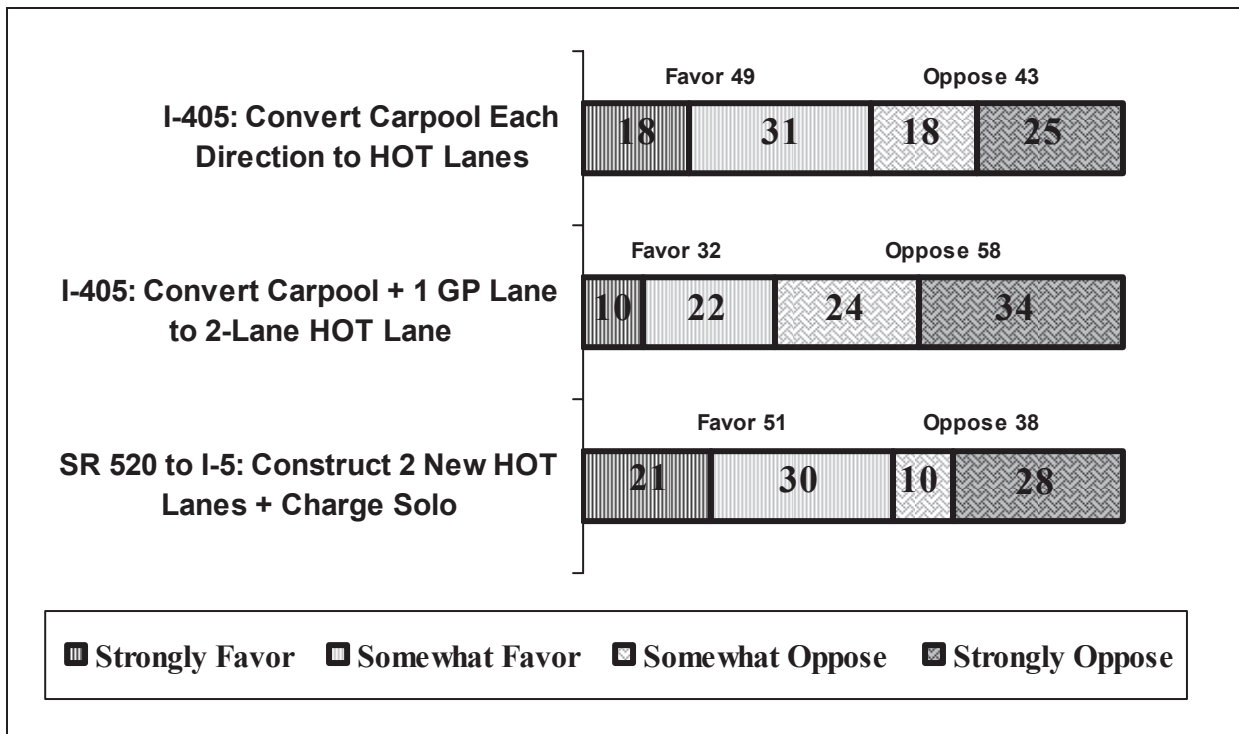 Favor 49 Oppose 43
I-405: Convert Carpool Each
Direction to HOT Lanes
18 31 18 25
Favor 32 Oppose 58
I-405: Convert Carpool + 1 GP Lane
to 2-Lane HOT Lane
10 22 24 34
Favor 51 Oppose 38
SR 520 to I-5: Construct 2 New HOT
Lanes + Charge Solo
21 30 10 28
Strongly Favor Somewhat Favor Somewhat Oppose Strongly Oppose